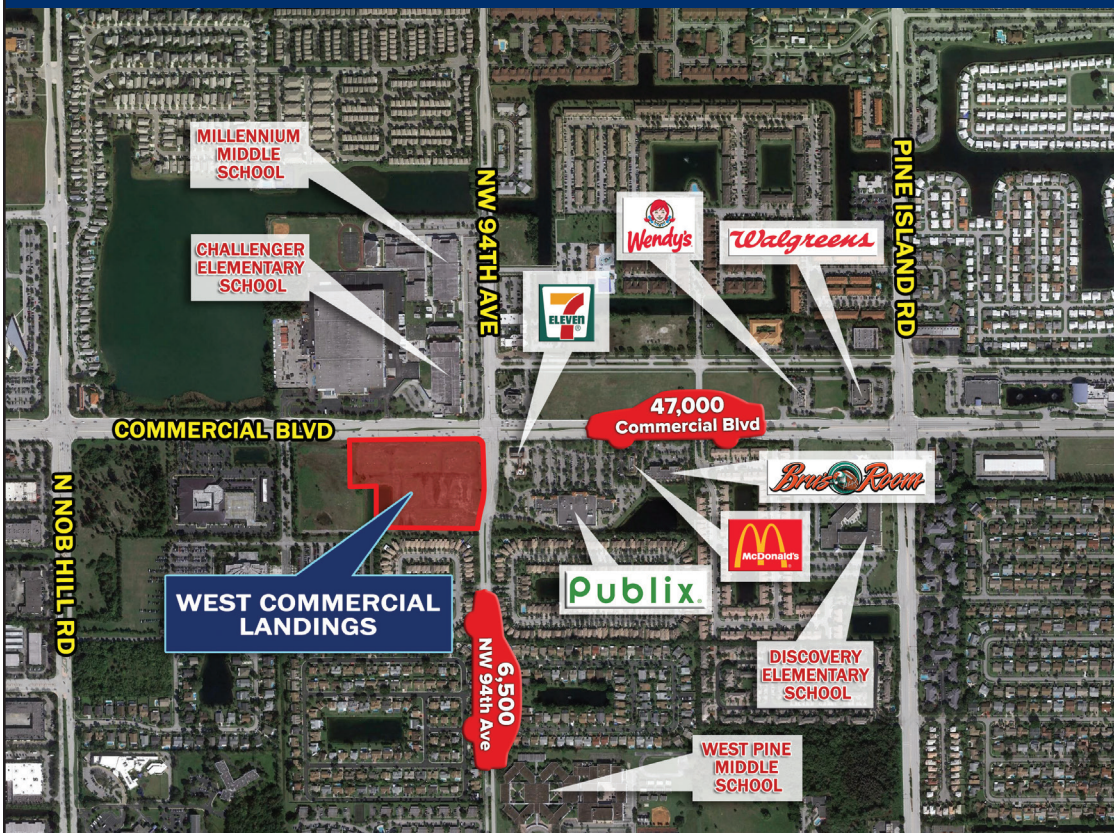 MILLENNIUM
MIDDLE
SCHOOL
CHALLENGER
ELEMENTARY
SCHOOL
NW 94TH AVE
7
ELEVEN
®
Wendy's
Walgreens
PINE ISLAND RD
COMMERCIAL BLVD
47,000
Commercial Blvd
N NOB HILL RD
Brus Room
McDonald's
Publix
WEST COMMERCIAL
LANDINGS
6,500
NW 94th Ave
DISCOVERY
ELEMENTARY
SCHOOL
WEST PINE
MIDDLE
SCHOOL